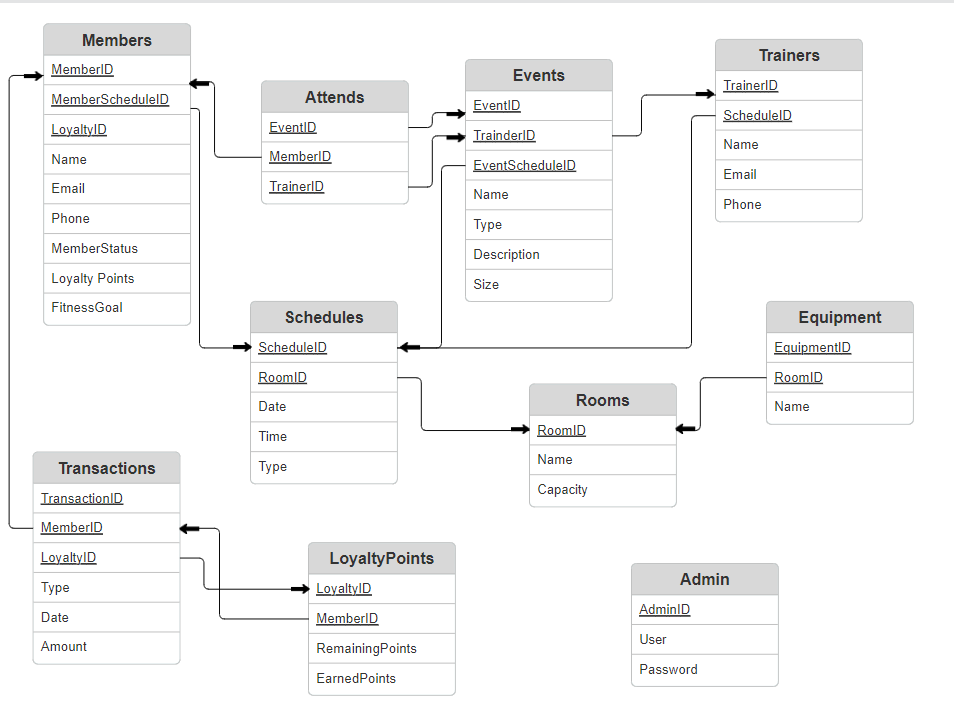 Members
MemberID
MemberScheduleID
LoyaltyID
Name
Email
Phone
MemberStatus
Loyalty Points
FitnessGoal
Attends
EventID
MemberID
TrainerID
Events
EventID
TrainderID
EventScheduleID
Name
Type
Description
Size
Trainers
TrainerID
ScheduleID
Name
Email
Phone
Schedules
ScheduleID
RoomID
Date
Time
Type
Rooms
RoomID
Name
Capacity
Equipment
EquipmentID
RoomID
Name
Transactions
TransactionID
MemberID
LoyaltyID
Type
Date
Amount
LoyaltyPoints
LoyaltyID
MemberID
RemainingPoints
EarnedPoints
Admin
AdminID
User
Password